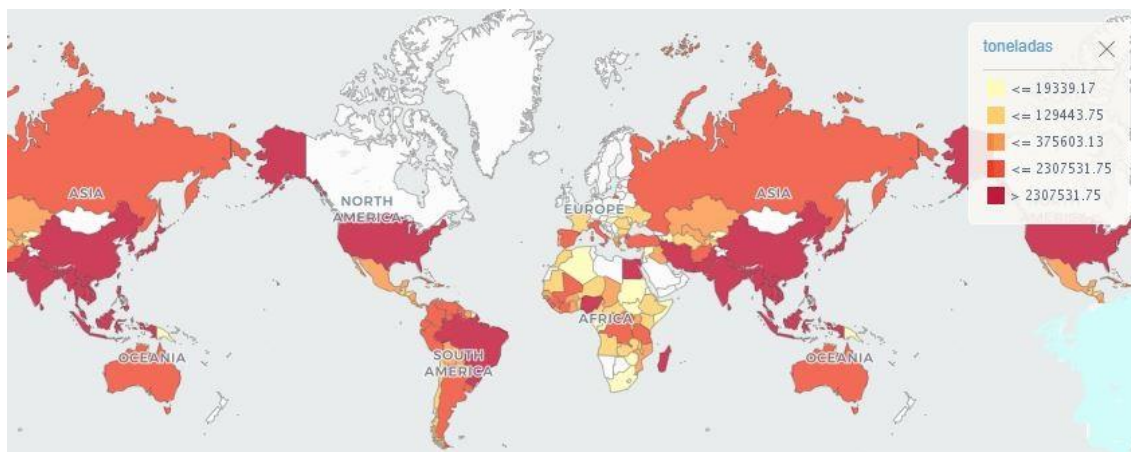 toneladas
<= 19339.17
<= 129443.75
<= 375603.13
<= 2307531.75
> 2307531.75
ASIA
NORTH
AMERICA
EUROPE
ASIA
AFRICA
OCEANIA
SOUTH
AMERICA
OCEANIA